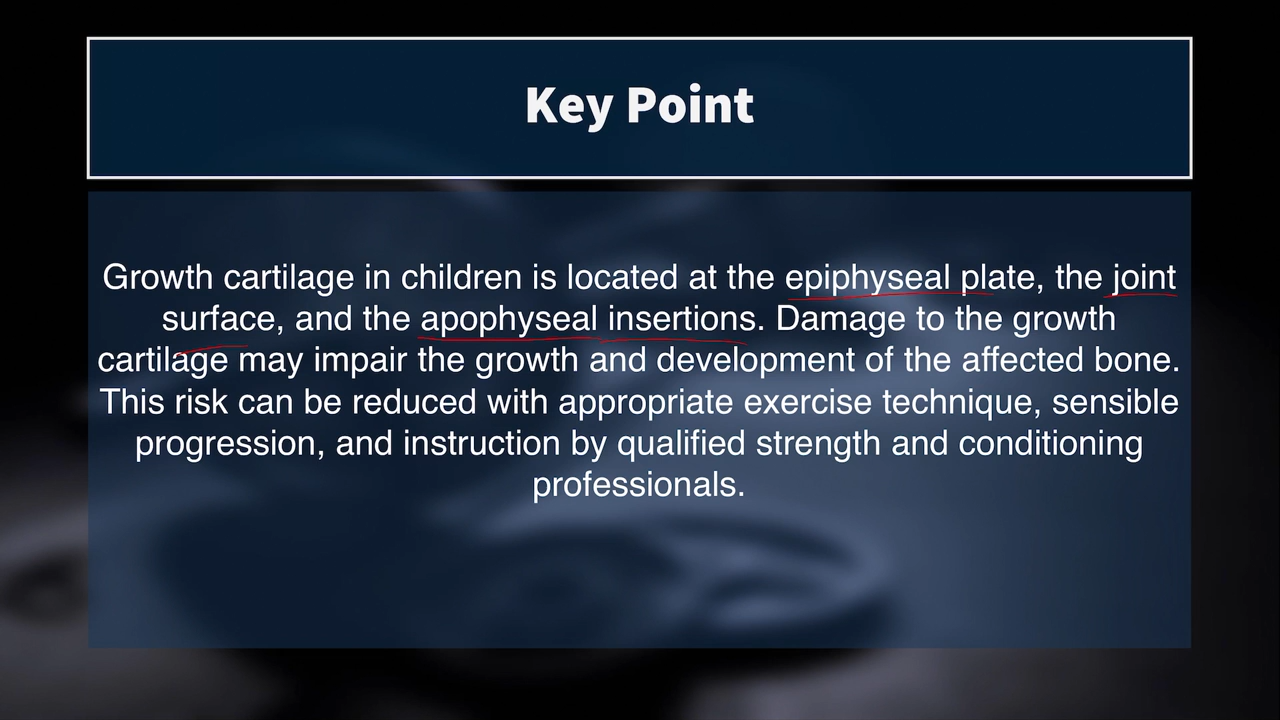 Key Point
Growth cartilage in children is located at the epiphyseal plate, the joint
surface, and the apophyseal insertions. Damage to the growth
cartilage may impair the growth and development of the affected bone.
This risk can be reduced with appropriate exercise technique, sensible
progression, and instruction by qualified strength and conditioning
professionals.